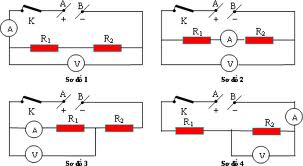 K A + B −
A
R1 R2
V
Sơ đồ 1
K A + B −
R1 A R2
V
Sơ đồ 2
K A + B −
A R1 R2
V
Sơ đồ 3
K A + B −
A
R1 R2
V
Sơ đồ 4